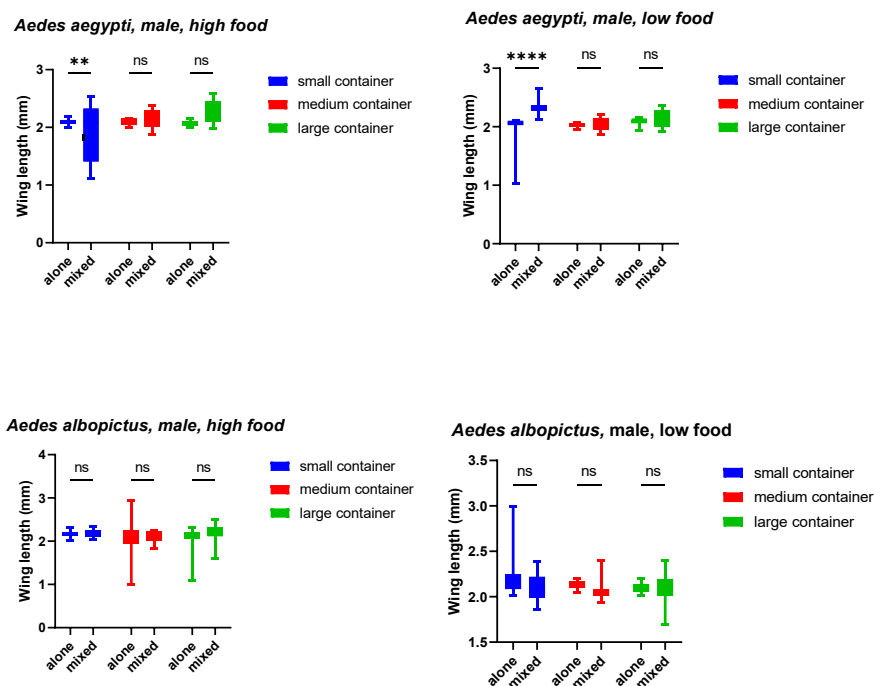 Aedes aegypti, male, high food
** ns ns
3
2
1
0
Wing length (mm)
alone mixed alone mixed alone mixed
small container
medium container
large container
Aedes aegypti, male, low food
**** ns ns
3
2
1
0
Wing length (mm)
alone mixed alone mixed alone mixed
small container
medium container
large container
Aedes albopictus, male, high food
ns ns ns
4
3
2
1
0
Wing length (mm)
alone mixed alone mixed alone mixed
small container
medium container
large container
Aedes albopictus, male, low food
ns ns ns
3.5
3.0
2.5
2.0
1.5
Wing length (mm)
alone mixed alone mixed alone mixed
small container
medium container
large container